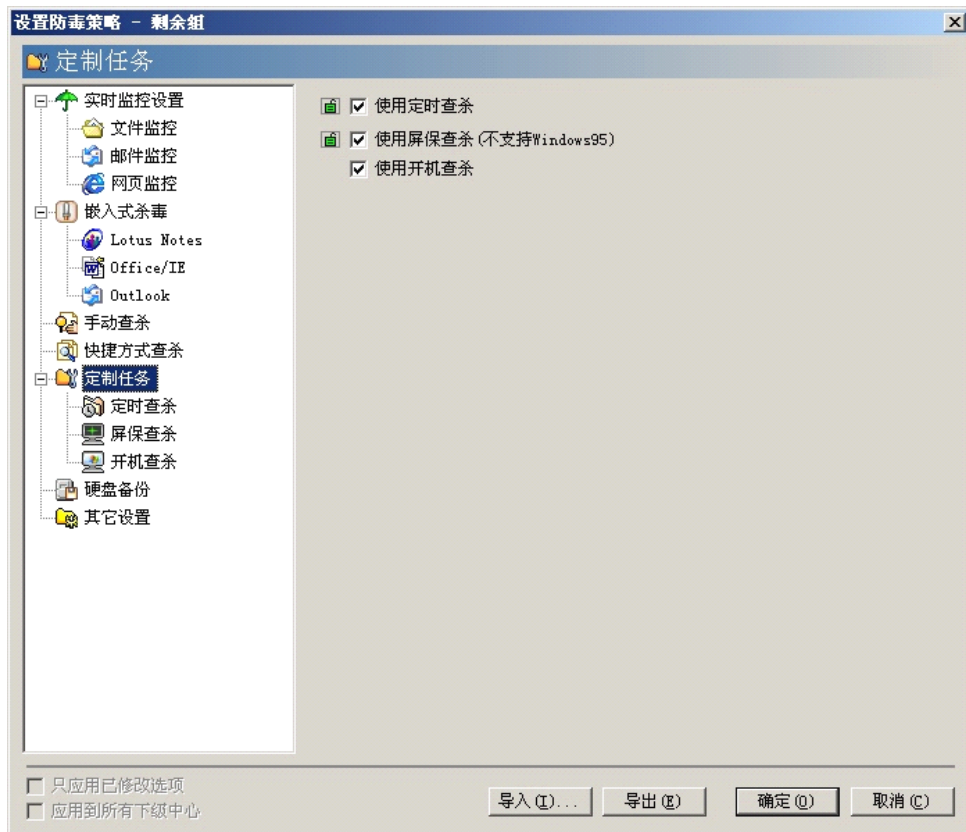 设置防毒策略 - 剩余组
定制任务
实时监控设置
文件监控
邮件监控
网页监控
嵌入式杀毒
Lotus Notes
Office/IE
Outlook
手动查杀
快捷方式查杀
定制任务
定时查杀
屏保查杀
开机查杀
硬盘备份
其它设置
使用定时查杀
使用屏保查杀(不支持Windows95)
使用开机查杀
只应用已修改选项
应用到所有下级中心
导入(I)... 导出(E) 确定(O) 取消(C)